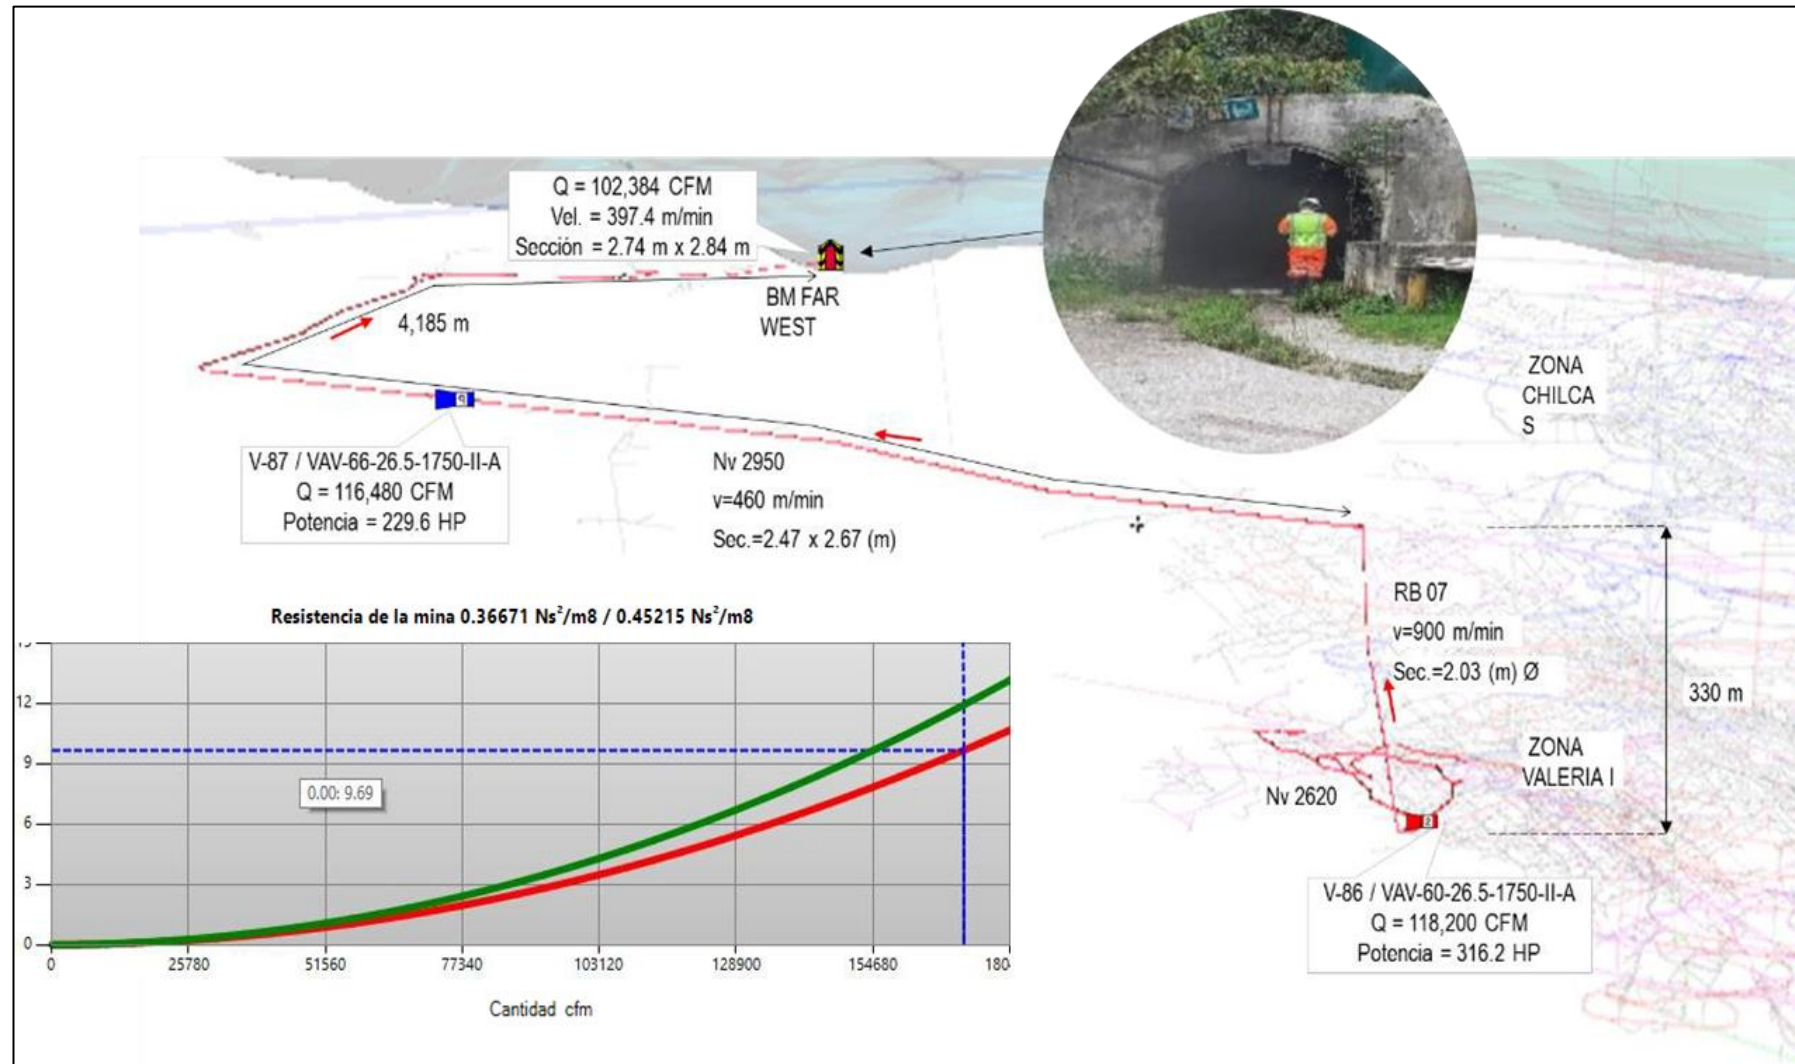 Q = 102,384 CFM
Vel. = 397.4 m/min
Sección = 2.74 m x 2.84 m
BM FAR
WEST
4,185 m
ZONA
CHILCA
S
V-87 / VAV-66-26.5-1750-II-A
Q = 116,480 CFM
Potencia = 229.6 HP
Nv 2950
v=460 m/min
Sec.=2.47 x 2.67 (m)
RB 07
v=900 m/min
Sec.=2.03 (m) Ø
330 m
ZONA
VALERIA I
Nv 2620
V-86 / VAV-60-26.5-1750-II-A
Q = 118,200 CFM
Potencia = 316.2 HP
Resistencia de la mina 0.36671 Ns²/m8 / 0.45215 Ns²/m8
12
9
6
3
0
0.00: 9.69
0 25780 51560 77340 103120 128900 154680 180
Cantidad cfm